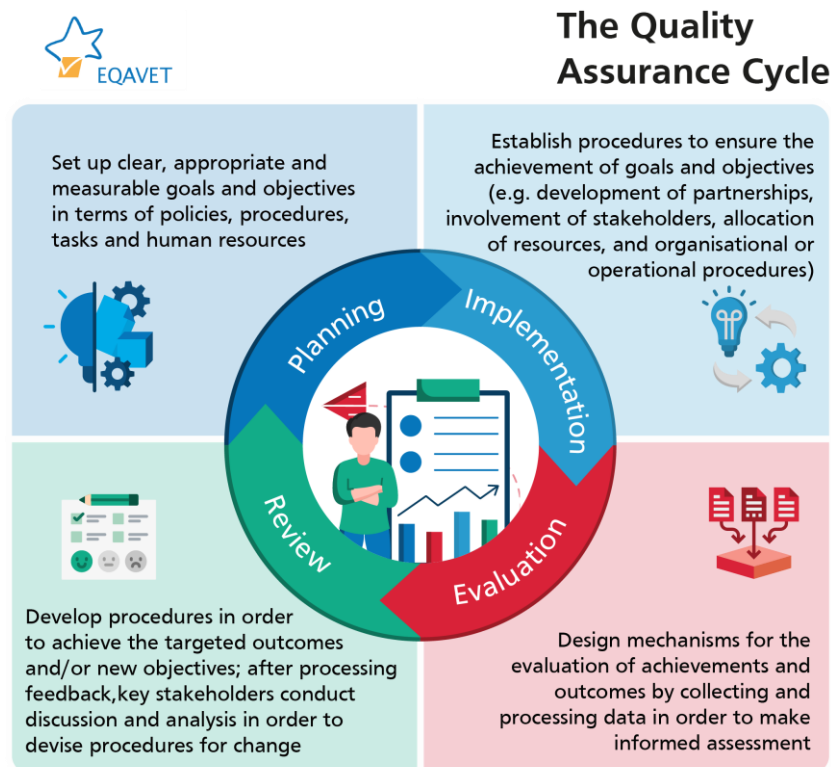 EQAVET
The Quality
Assurance Cycle
Set up clear, appropriate and
measurable goals and objectives
in terms of policies, procedures,
tasks and human resources
Establish procedures to ensure the
achievement of goals and objectives
(e.g. development of partnerships,
involvement of stakeholders, allocation
of resources, and organisational or
operational procedures)
Planning
Implementation
Review
Evaluation
Develop procedures in order
to achieve the targeted outcomes
and/or new objectives; after processing
feedback,key stakeholders conduct
discussion and analysis in order to
devise procedures for change
Design mechanisms for the
evaluation of achievements and
outcomes by collecting and
processing data in order to make
informed assessment